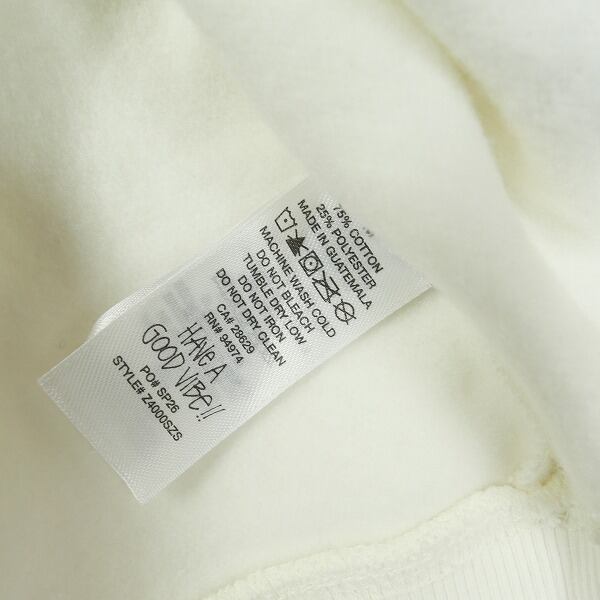 75% COTTON
25% POLYESTER
MADE IN GUATEMALA
MACHINE WASH COLD
DO NOT BLEACH
TUMBLE DRY LOW
DO NOT IRON
DO NOT DRY CLEAN
CA# 28629
RN# 94974
HAVE A
GOOD VIBE!!
PO# SP26
STYLE# Z4000SZS